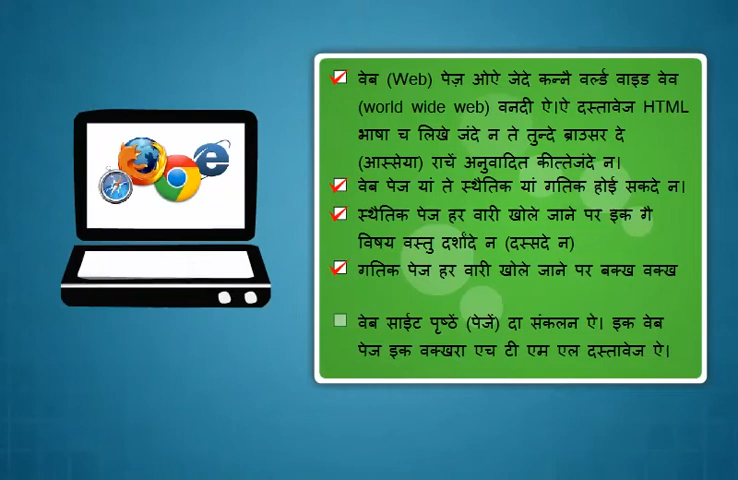 वेब (Web) पेज़ ओऐ जेदे कन्नै वर्ल्ड वाइड वेव
(world wide web) वनदी ऐ।ऐ दस्तावेज HTML
भाषा च लिखे जंदे न ते तुन्दे ब्राउसर दे
(आस्सेया) राचें अनुवादित कीत्तेजंदे न।
वेब पेज यां ते स्थैतिक यां गतिक होई सकदे न।
स्थैतिक पेज हर वारी खोले जाने पर इक गै
विषय वस्तु दर्शांदे न (दस्सदे न)
गतिक पेज हर वारी खोले जाने पर बक्ख वक्ख
वेब साईट पृष्ठें (पेजें) दा संकलन ऐ। इक वेब
पेज इक वक्खरा एच टी एम एल दस्तावेज ऐ।